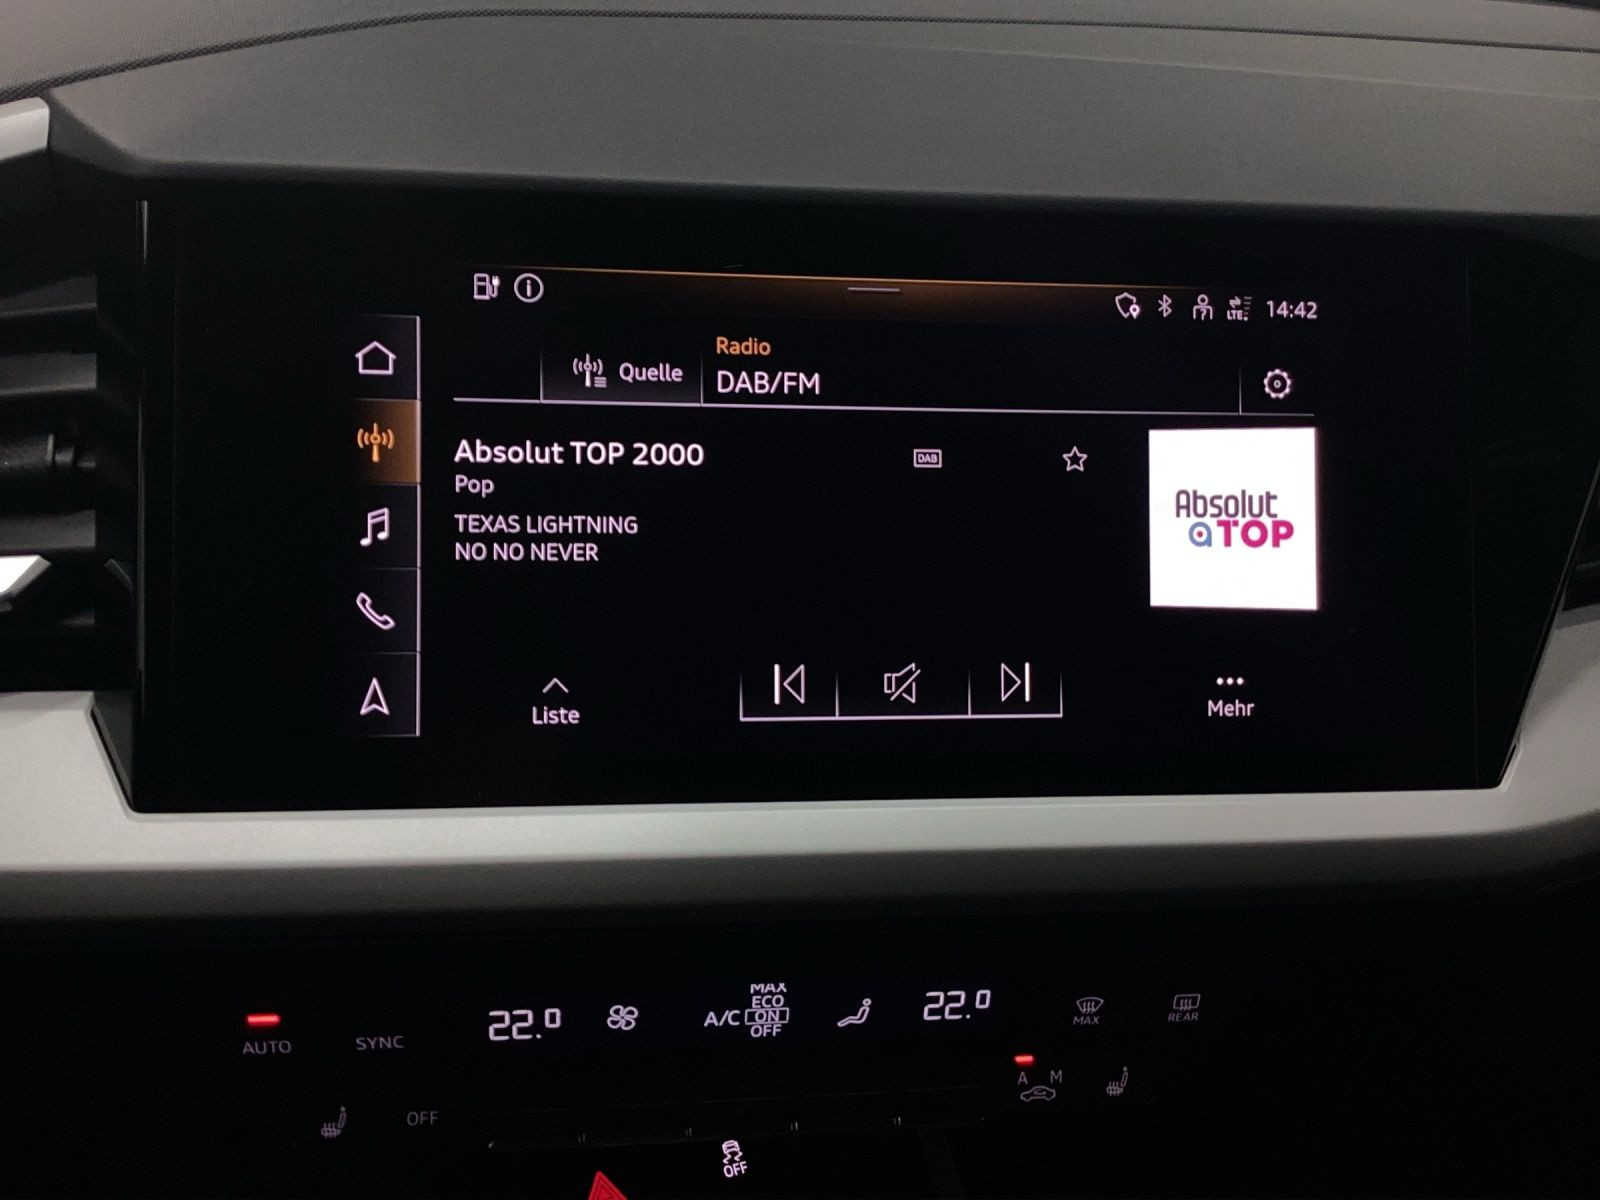 LTE 14:42
Quelle
Radio
DAB/FM
Absolut TOP 2000
DAB
Pop
TEXAS LIGHTNING
NO NO NEVER
Absolut
TOP
Liste
Mehr
AUTO
SYNC
22.0
A/C
MAX
ECO
ON
OFF
22.0
MAX
REAR
A M
OFF
OFF